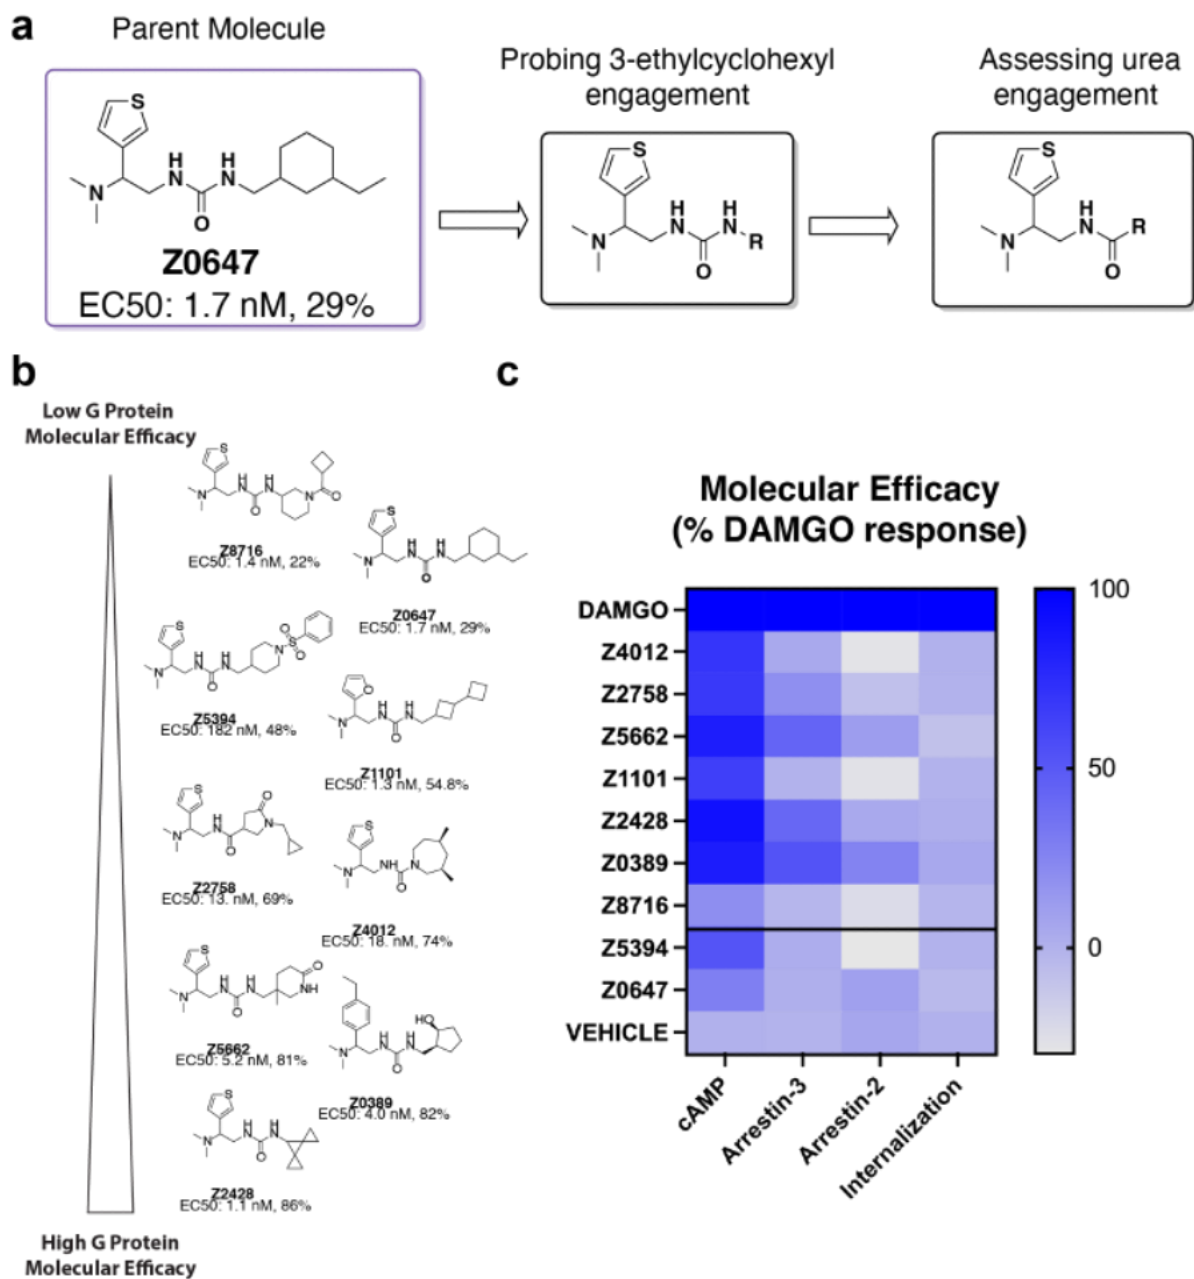 a
Parent Molecule
Probing 3-ethylcyclohexyl
engagement
Assessing urea
engagement
S
N
H
N
H
N
O
Z0647
EC50: 1.7 nM, 29%
S
N
H
N
H
N
R
O
S
N
H
N
R
O
b
Low G Protein
Molecular Efficacy
S
N
H
N
H
N
N
O
O
Z8716
EC50: 1.4 nM, 22%
S
N
H
N
H
N
O
Z0647
EC50: 1.7 nM, 29%
S
N
H
N
H
N
O
N
S
O
O
Z5394
EC50: 182 nM, 48%
O
N
H
N
H
N
O
Z1101
EC50: 1.3 nM, 54.8%
S
N
H
N
O
O
N
Z2758
EC50: 13. nM, 69%
S
N
NH
N
O
Z4012
EC50: 18. nM, 74%
S
N
H
N
H
N
O
O
NH
Z5662
EC50: 5.2 nM, 81%
N
H
N
H
N
O
HO
Z0389
EC50: 4.0 nM, 82%
S
N
H
N
H
N
O
Z2428
EC50: 1.1 nM, 86%
High G Protein
Molecular Efficacy
c
Molecular Efficacy
(% DAMGO response)
DAMGO
Z4012
Z2758
Z5662
Z1101
Z2428
Z0389
Z8716
Z5394
Z0647
VEHICLE
cAMP
Arrestin-3
Arrestin-2
Internalization
100
50
0